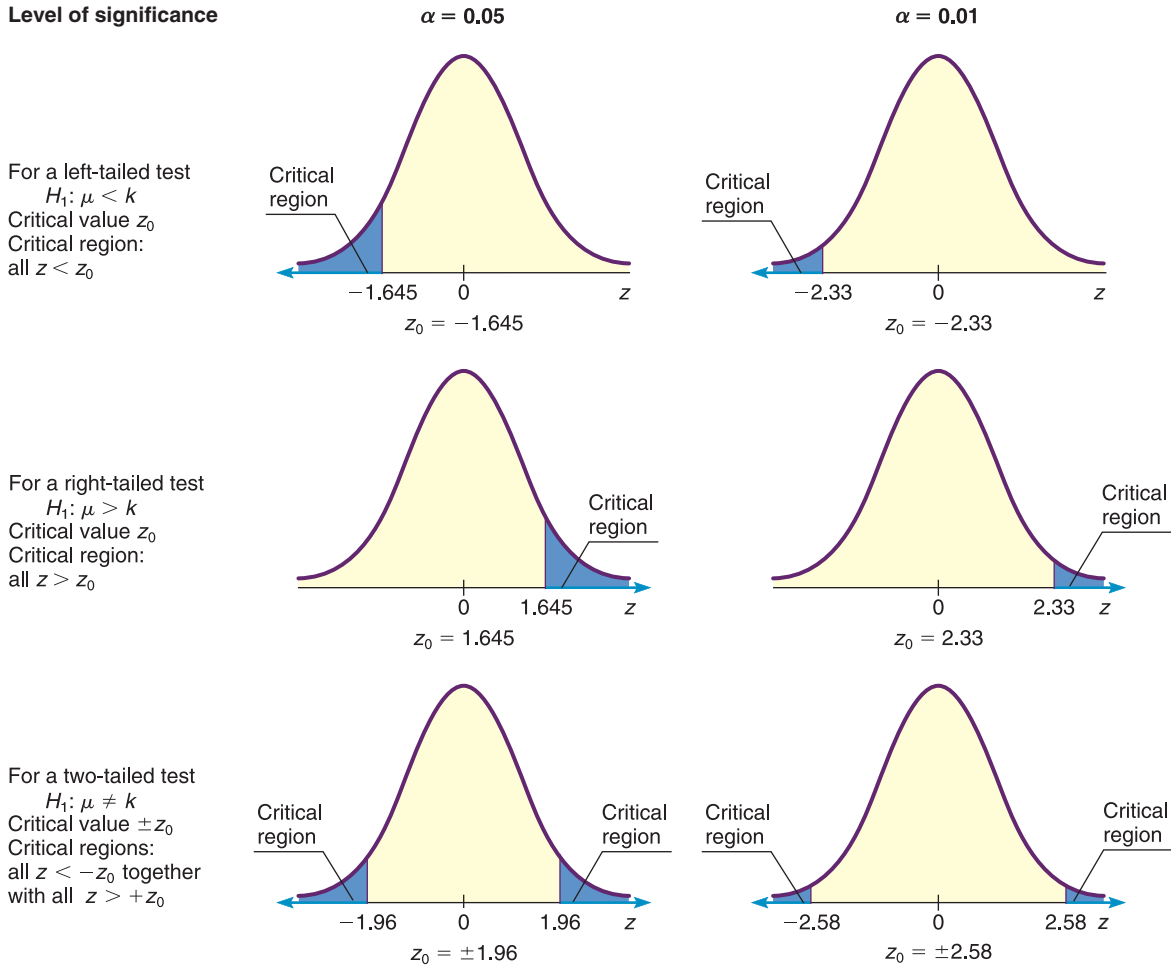 Level of significance
α = 0.05
α = 0.01
For a left-tailed test
H₁: μ < k
Critical value z₀
Critical region:
all z < z₀
Critical
region
−1.645
0
z
z₀ = −1.645
Critical
region
−2.33
0
z
z₀ = −2.33
For a right-tailed test
H₁: μ > k
Critical value z₀
Critical region:
all z > z₀
Critical
region
0
1.645
z
z₀ = 1.645
Critical
region
0
2.33
z
z₀ = 2.33
For a two-tailed test
H₁: μ ≠ k
Critical value ±z₀
Critical regions:
all z < −z₀ together
with all z > +z₀
Critical
region
Critical
region
−1.96
0
1.96
z
z₀ = ±1.96
Critical
region
Critical
region
−2.58
0
2.58
z
z₀ = ±2.58